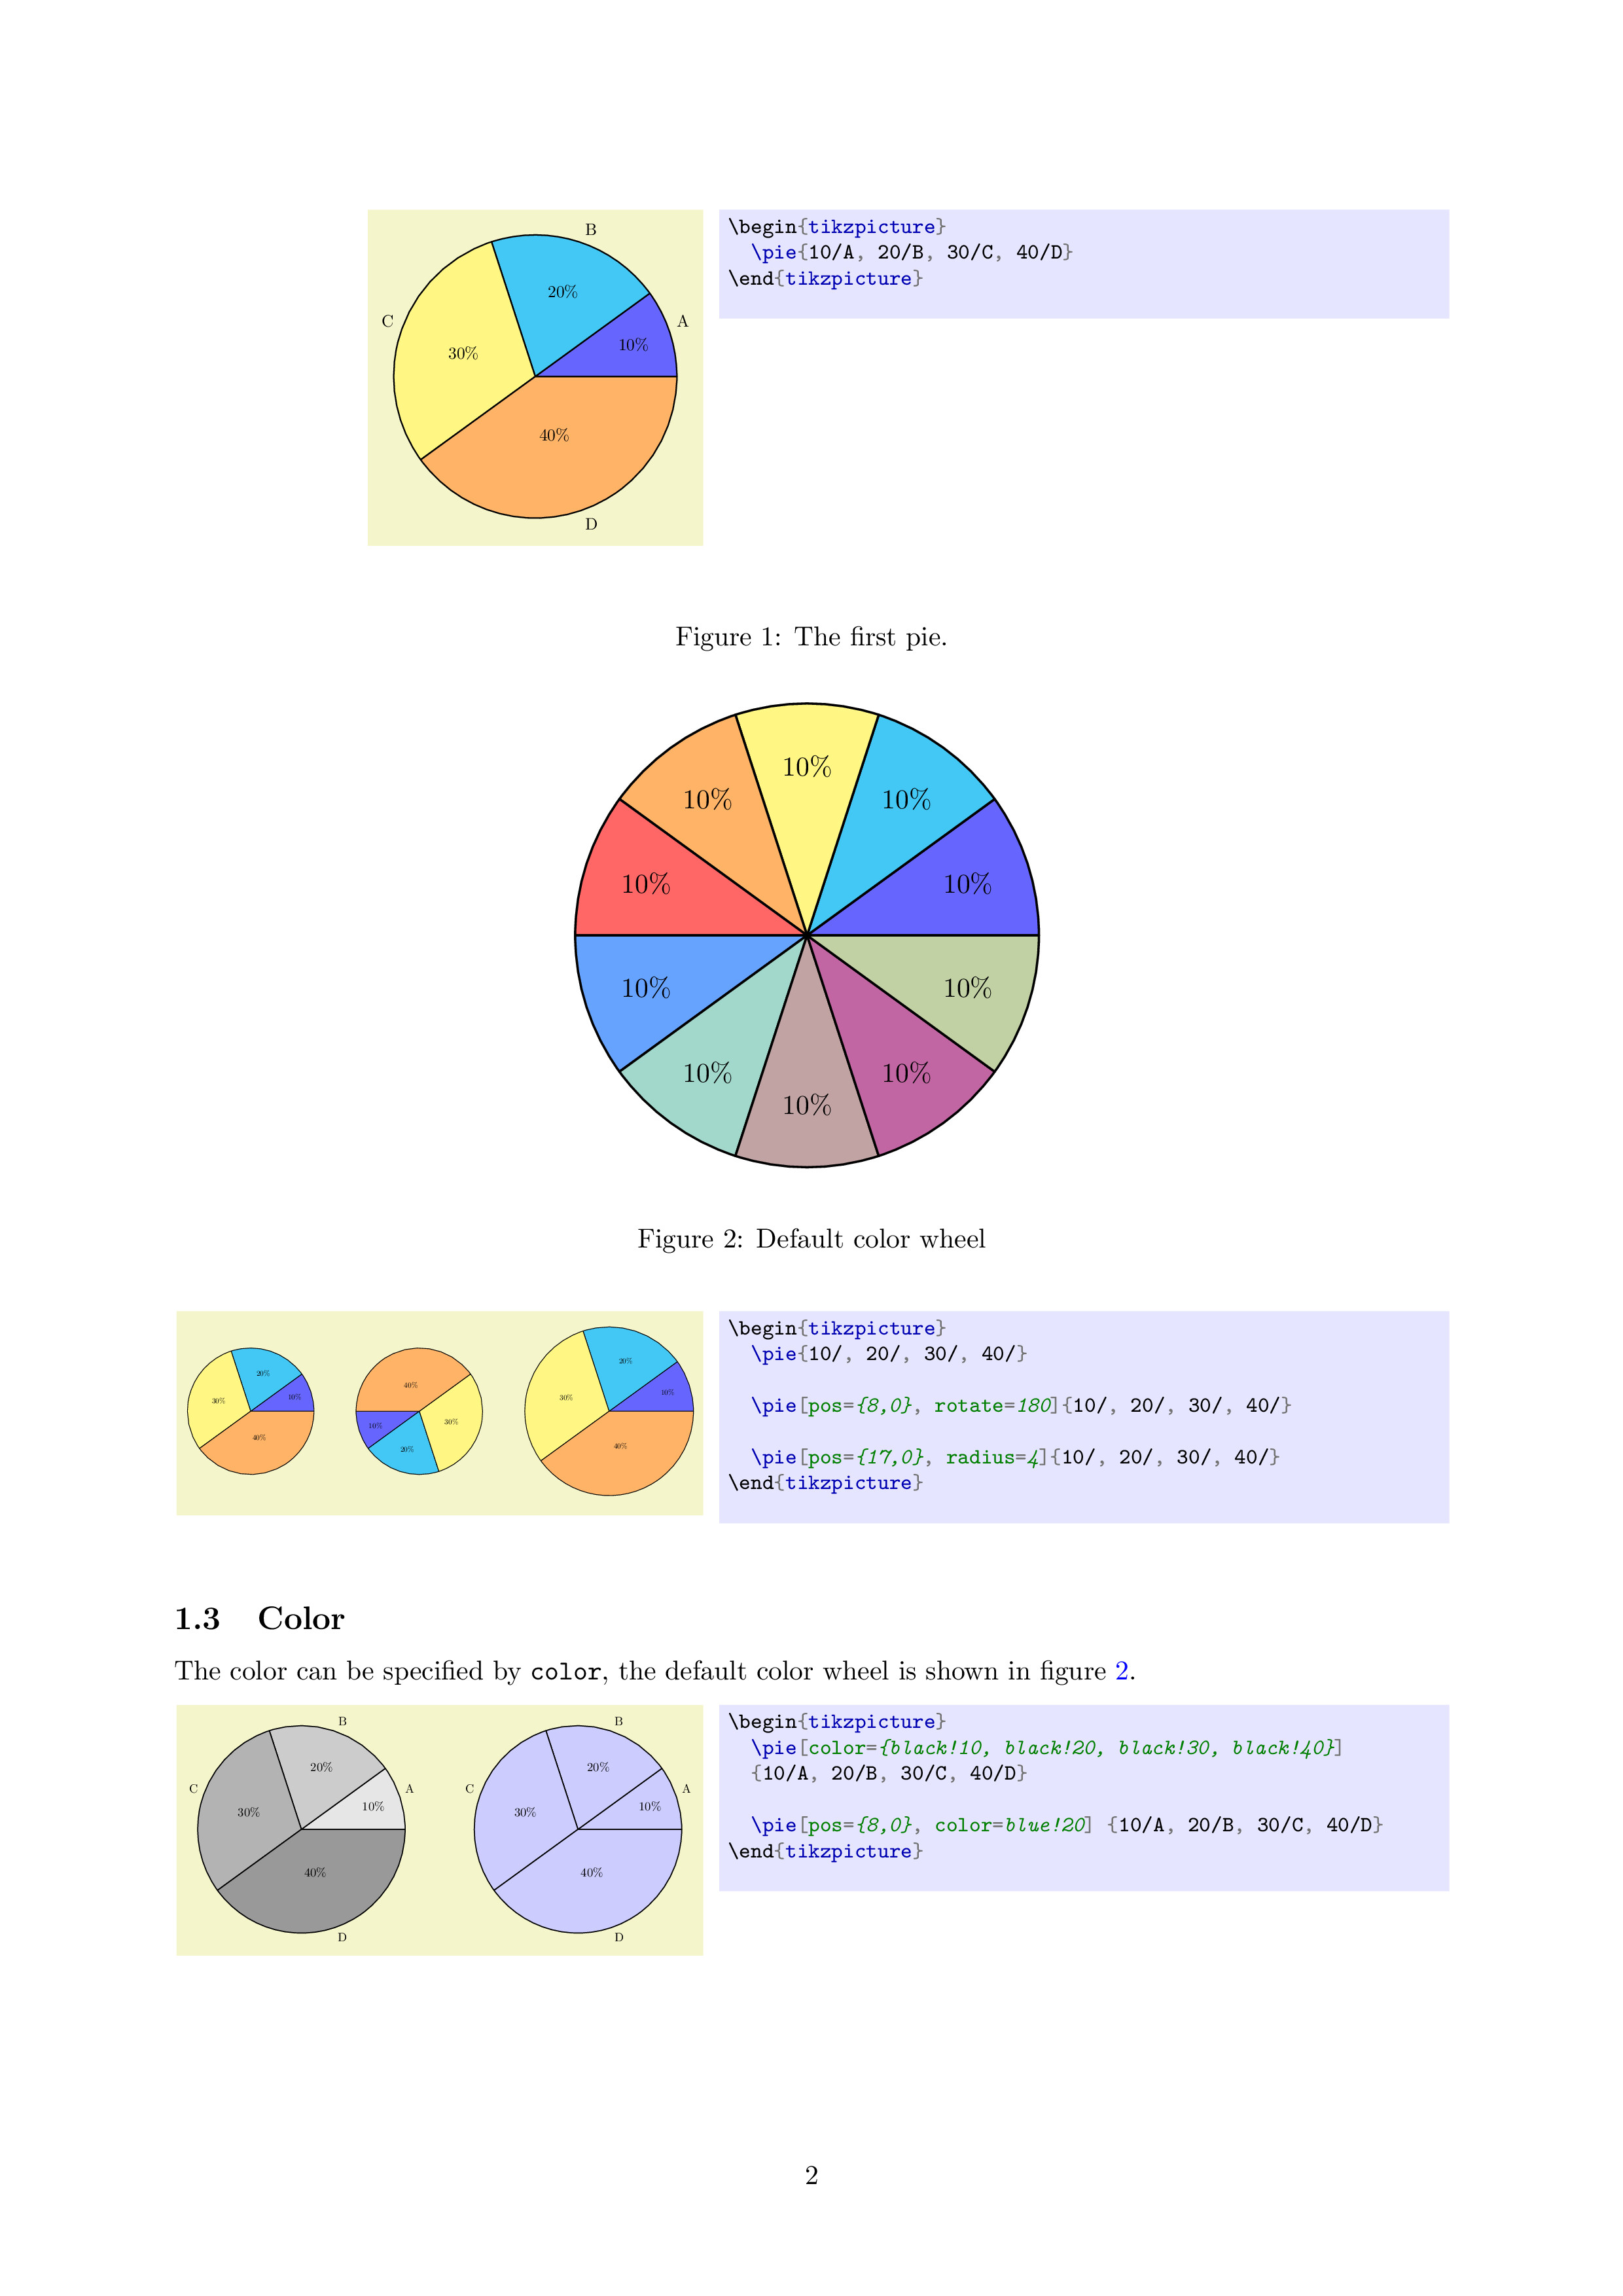 B
20%
A
10%
C
30%
40%
D
\begin{tikzpicture}
\pie{10/A, 20/B, 30/C, 40/D}
\end{tikzpicture}
Figure 1: The first pie.
10%
10%
10%
10%
10%
10%
10%
10%
10%
10%
Figure 2: Default color wheel
20%
10%
30%
40%
40%
30%
10%
20%
20%
10%
30%
40%
\begin{tikzpicture}
\pie{10/, 20/, 30/, 40/}
\pie[pos={8,0}, rotate=180]{10/, 20/, 30/, 40/}
\pie[pos={17,0}, radius=4]{10/, 20/, 30/, 40/}
\end{tikzpicture}
1.3 Color
The color can be specified by color, the default color wheel is shown in figure 2.
B
20%
C
A
10%
30%
40%
D
B
20%
C
A
10%
30%
40%
D
\begin{tikzpicture}
\pie[color={black!10, black!20, black!30, black!40}]
{10/A, 20/B, 30/C, 40/D}
\pie[pos={8,0}, color=blue!20] {10/A, 20/B, 30/C, 40/D}
\end{tikzpicture}
2